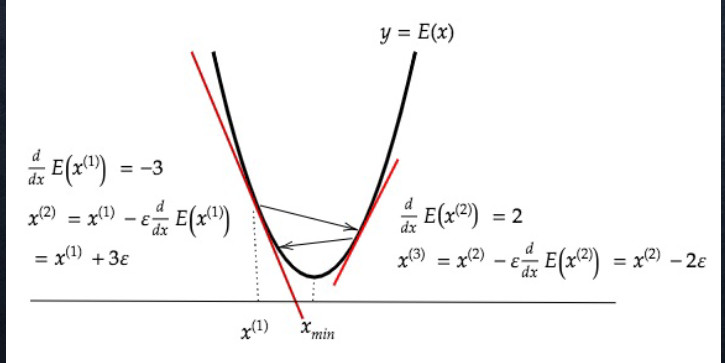 y = E(x)
d/dx E(x⁽¹⁾) = −3
x⁽²⁾ = x⁽¹⁾ − ε d/dx E(x⁽¹⁾)
= x⁽¹⁾ + 3ε
d/dx E(x⁽²⁾) = 2
x⁽³⁾ = x⁽²⁾ − ε d/dx E(x⁽²⁾) = x⁽²⁾ − 2ε
x⁽¹⁾ x_min